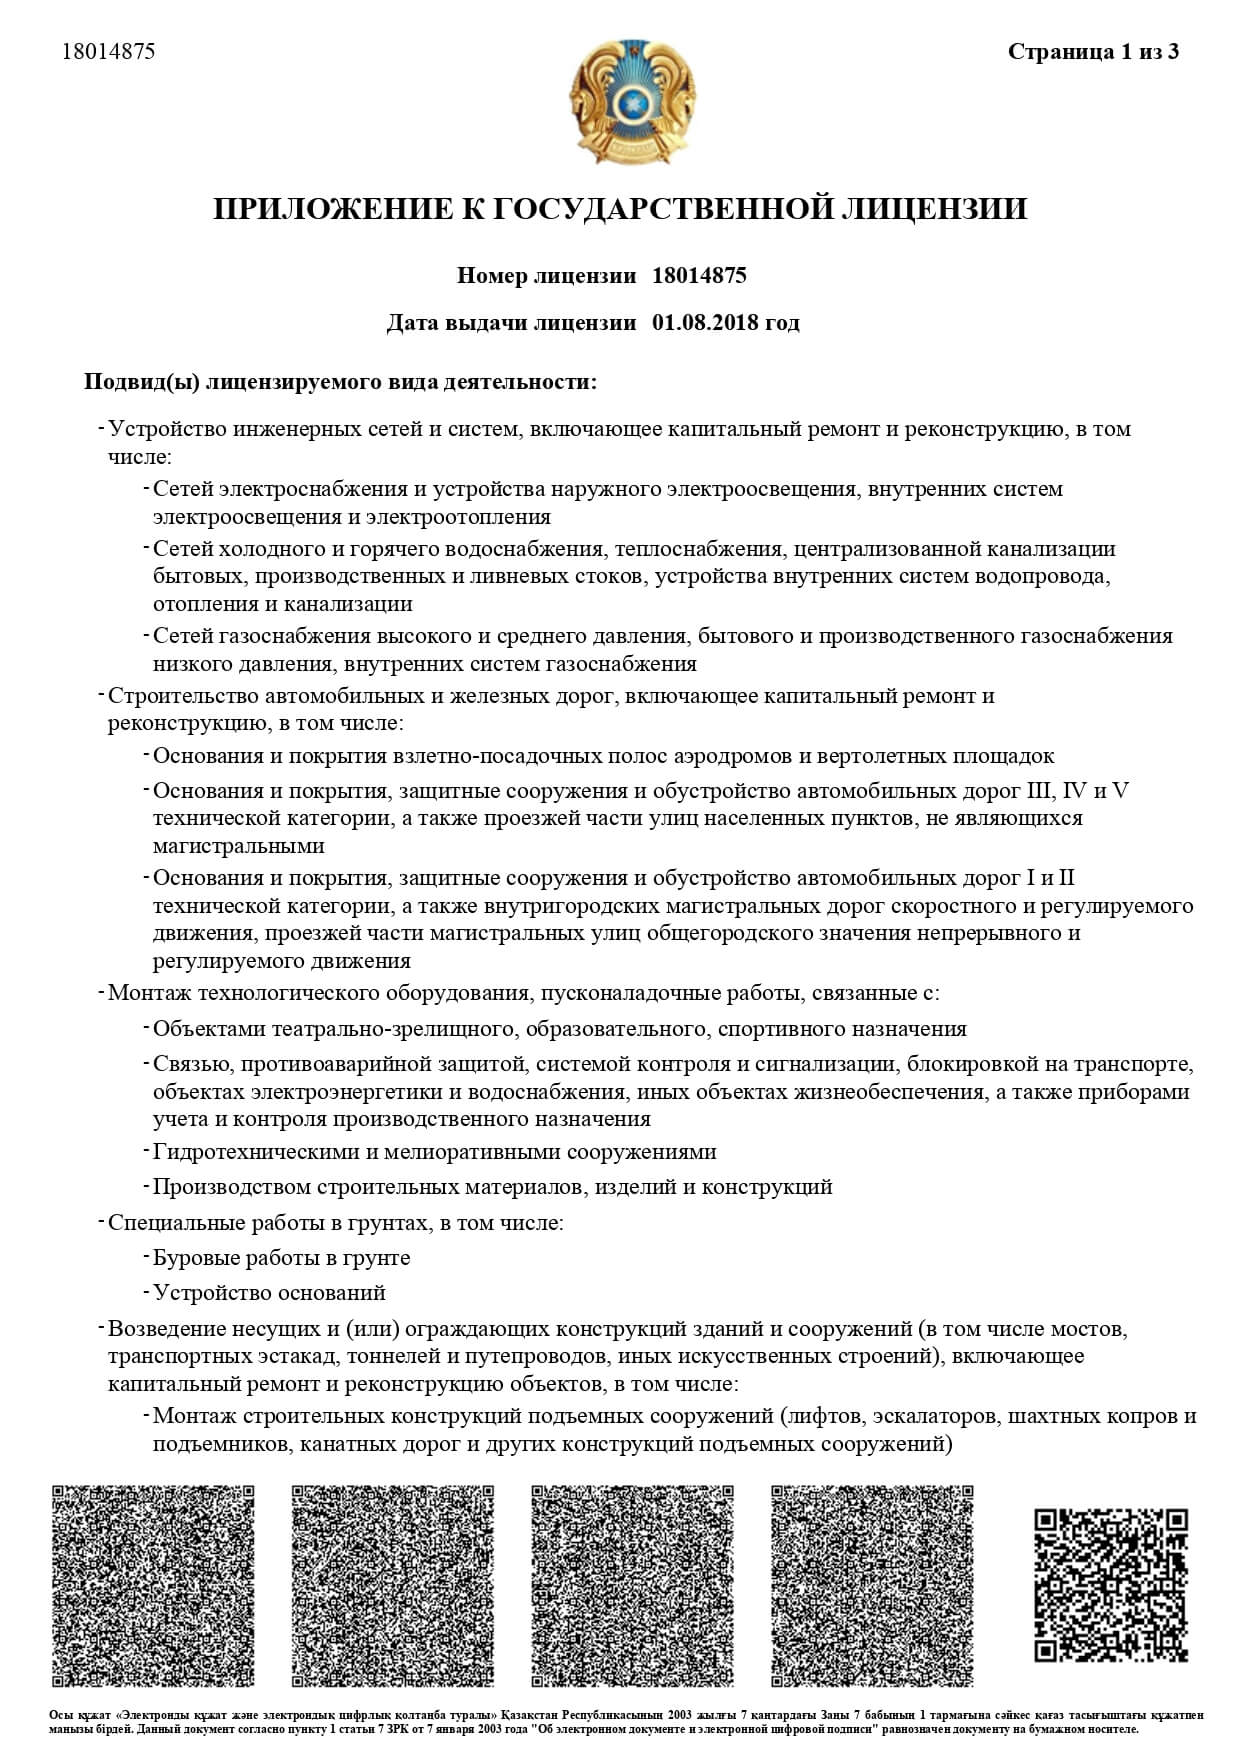 18014875
Страница 1 из 3
ПРИЛОЖЕНИЕ К ГОСУДАРСТВЕННОЙ ЛИЦЕНЗИИ
Номер лицензии 18014875
Дата выдачи лицензии 01.08.2018 год
Подвид(ы) лицензируемого вида деятельности:
- Устройство инженерных сетей и систем, включающее капитальный ремонт и реконструкцию, в том
числе:
- Сетей электроснабжения и устройства наружного электроосвещения, внутренних систем
электроосвещения и электроотопления
- Сетей холодного и горячего водоснабжения, теплоснабжения, централизованной канализации
бытовых, производственных и ливневых стоков, устройства внутренних систем водопровода,
отопления и канализации
- Сетей газоснабжения высокого и среднего давления, бытового и производственного газоснабжения
низкого давления, внутренних систем газоснабжения
- Строительство автомобильных и железных дорог, включающее капитальный ремонт и
реконструкцию, в том числе:
- Основания и покрытия взлетно-посадочных полос аэродромов и вертолетных площадок
- Основания и покрытия, защитные сооружения и обустройство автомобильных дорог III, IV и V
технической категории, а также проезжей части улиц населенных пунктов, не являющихся
магистральными
- Основания и покрытия, защитные сооружения и обустройство автомобильных дорог I и II
технической категории, а также внутригородских магистральных дорог скоростного и регулируемого
движения, проезжей части магистральных улиц общегородского значения непрерывного и
регулируемого движения
- Монтаж технологического оборудования, пусконаладочные работы, связанные с:
- Объектами театрально-зрелищного, образовательного, спортивного назначения
- Связью, противоаварийной защитой, системой контроля и сигнализации, блокировкой на транспорте,
объектах электроэнергетики и водоснабжения, иных объектах жизнеобеспечения, а также приборами
учета и контроля производственного назначения
- Гидротехническими и мелиоративными сооружениями
- Производством строительных материалов, изделий и конструкций
- Специальные работы в грунтах, в том числе:
- Буровые работы в грунте
- Устройство оснований
- Возведение несущих и (или) ограждающих конструкций зданий и сооружений (в том числе мостов,
транспортных эстакад, тоннелей и путепроводов, иных искусственных строений), включающее
капитальный ремонт и реконструкцию объектов, в том числе:
- Монтаж строительных конструкций подъемных сооружений (лифтов, эскалаторов, шахтных копров и
подъемников, канатных дорог и других конструкций подъемных сооружений)
Осы құжат «Электронды құжат және электрондық цифрлық қолтаңба туралы» Қазақстан Республикасының 2003 жылғы 7 қаңтардағы Заңы 7 бабының 1 тармағына сәйкес қағаз тасығыштағы құжатпен
маңызы бірдей. Данный документ согласно пункту 1 статьи 7 ЗРК от 7 января 2003 года "Об электронном документе и электронной цифровой подписи" равнозначен документу на бумажном носителе.